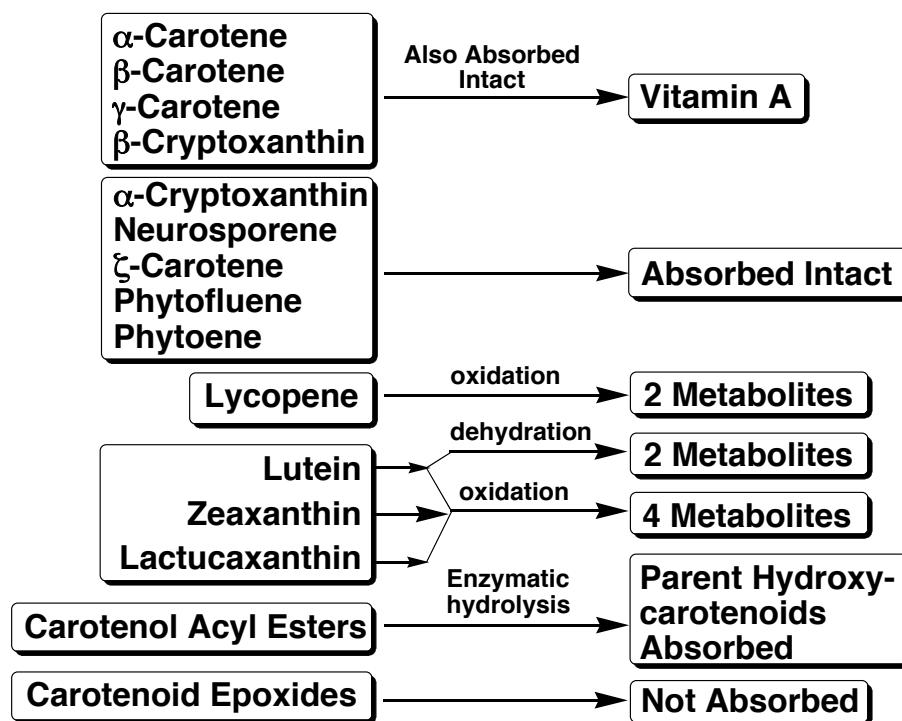 α-Carotene
β-Carotene
γ-Carotene
β-Cryptoxanthin
Also Absorbed
Intact
Vitamin A
α-Cryptoxanthin
Neurosporene
ζ-Carotene
Phytofluene
Phytoene
Absorbed Intact
Lycopene
oxidation
2 Metabolites
Lutein
Zeaxanthin
Lactucaxanthin
dehydration
2 Metabolites
oxidation
4 Metabolites
Carotenol Acyl Esters
Enzymatic
hydrolysis
Parent Hydroxy-
carotenoids
Absorbed
Carotenoid Epoxides
Not Absorbed